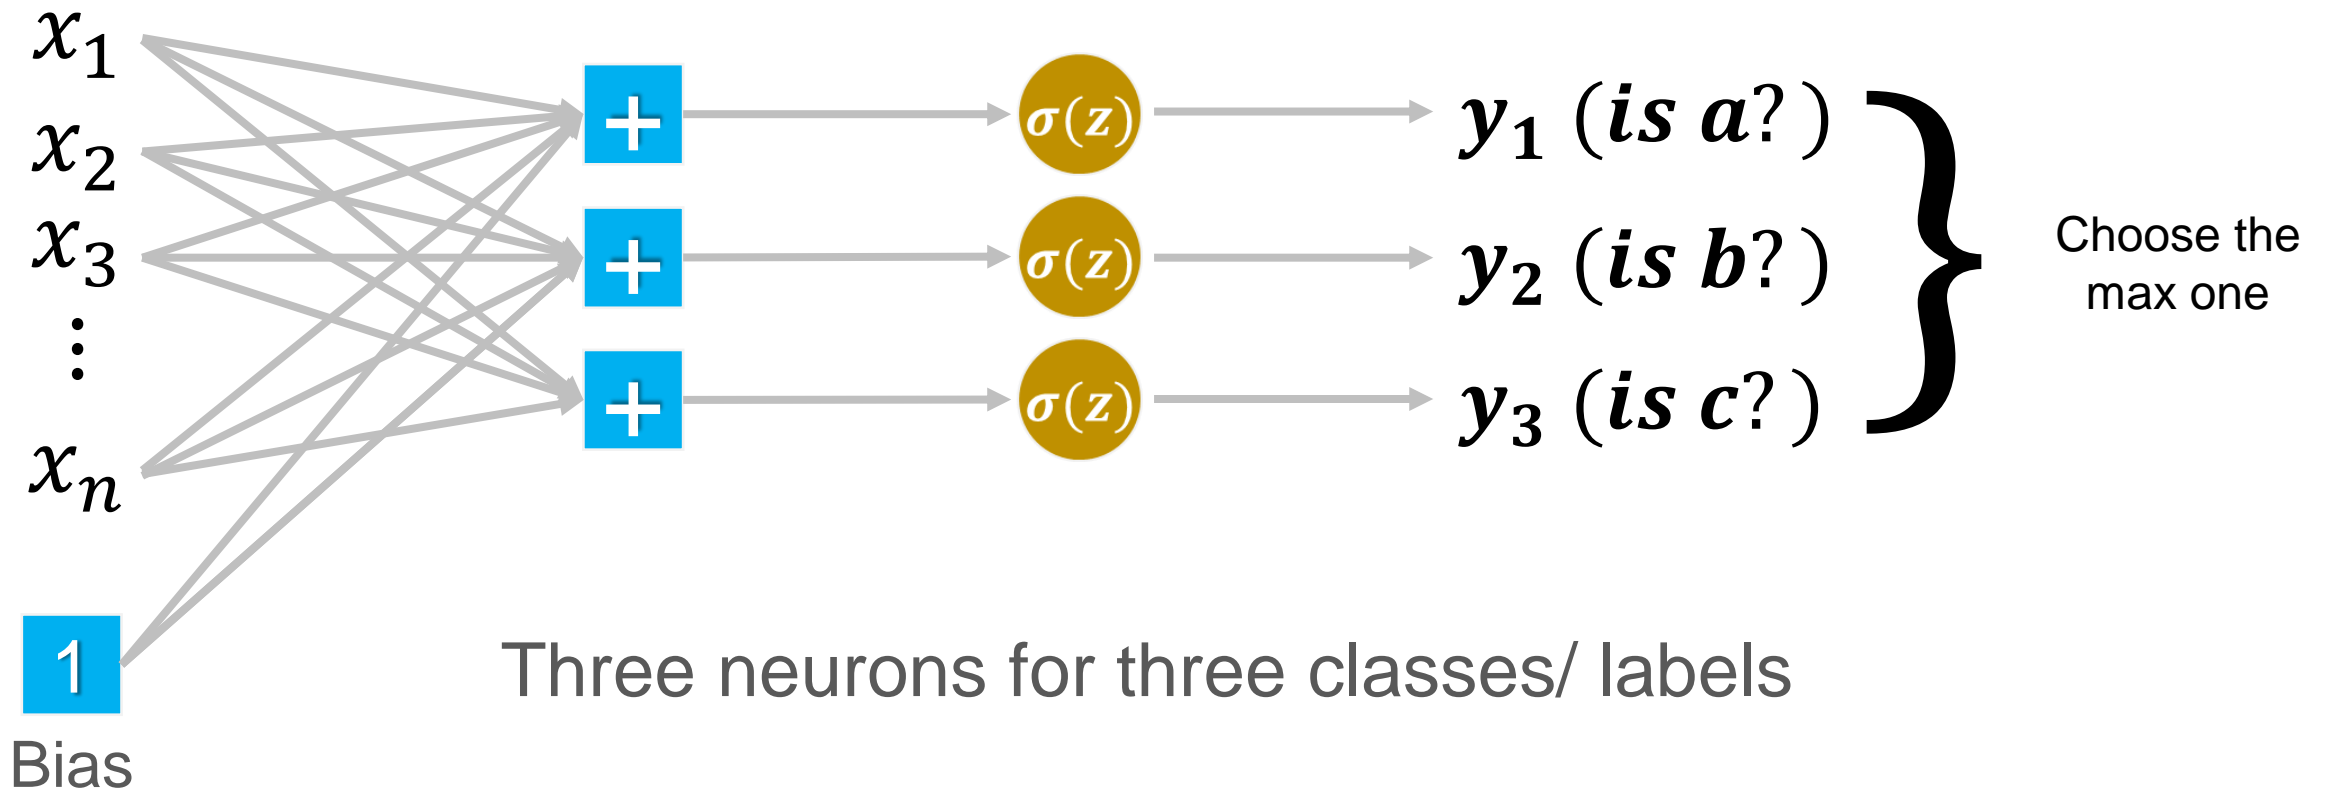 x₁
x₂
x₃
⋮
xₙ
1
Bias
+
+
+
σ(z)
σ(z)
σ(z)
y₁ (is a?)
y₂ (is b?)
y₃ (is c?)
}
Choose the
max one
Three neurons for three classes/ labels